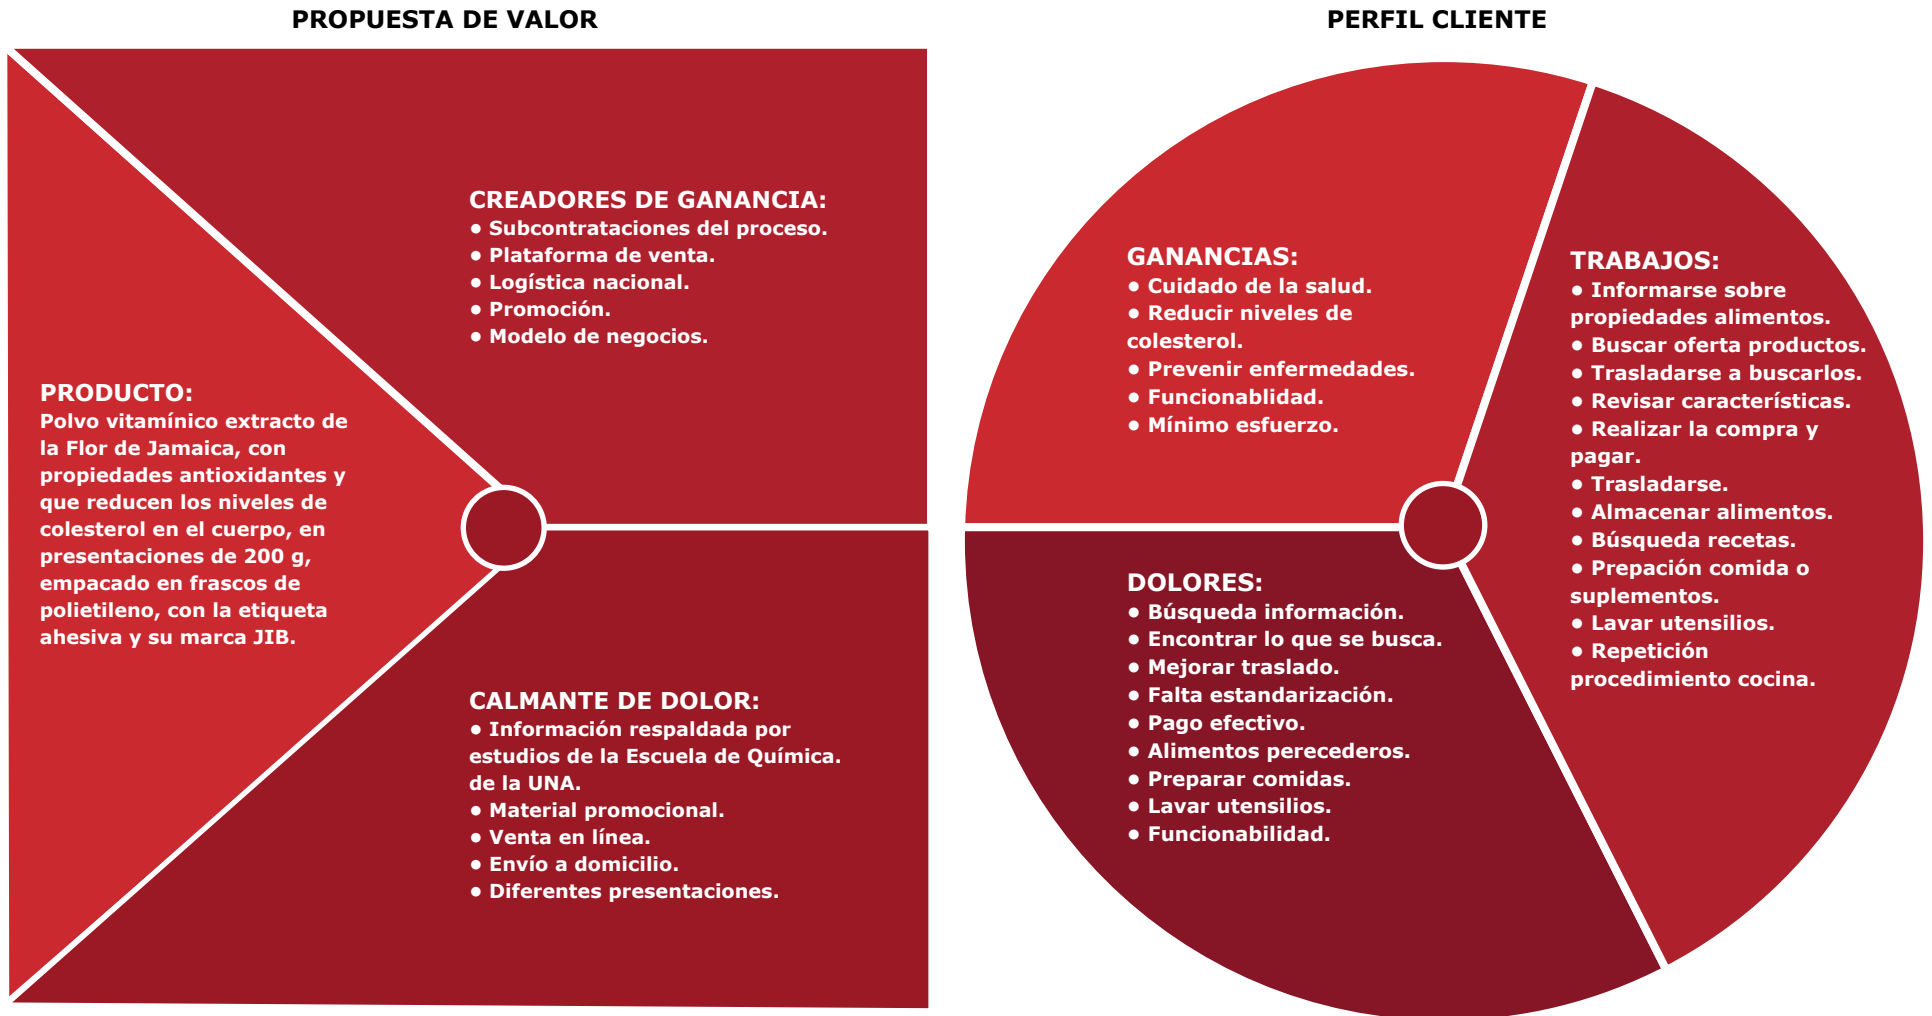 PROPUESTA DE VALOR
PERFIL CLIENTE
CREADORES DE GANANCIA:
● Subcontrataciones del proceso.
● Plataforma de venta.
● Logística nacional.
● Promoción.
● Modelo de negocios.
PRODUCTO:
Polvo vitamínico extracto de
la Flor de Jamaica, con
propiedades antioxidantes y
que reducen los niveles de
colesterol en el cuerpo, en
presentaciones de 200 g,
empacado en frascos de
polietileno, con la etiqueta
ahesiva y su marca JIB.
CALMANTE DE DOLOR:
● Información respaldada por
estudios de la Escuela de Química.
de la UNA.
● Material promocional.
● Venta en línea.
● Envío a domicilio.
● Diferentes presentaciones.
GANANCIAS:
● Cuidado de la salud.
● Reducir niveles de
colesterol.
● Prevenir enfermedades.
● Funcionablidad.
● Mínimo esfuerzo.
TRABAJOS:
● Informarse sobre
propiedades alimentos.
● Buscar oferta productos.
● Trasladarse a buscarlos.
● Revisar características.
● Realizar la compra y
pagar.
● Trasladarse.
● Almacenar alimentos.
● Búsqueda recetas.
● Prepación comida o
suplementos.
● Lavar utensilios.
● Repetición
procedimiento cocina.
DOLORES:
● Búsqueda información.
● Encontrar lo que se busca.
● Mejorar traslado.
● Falta estandarización.
● Pago efectivo.
● Alimentos perecederos.
● Preparar comidas.
● Lavar utensilios.
● Funcionabilidad.